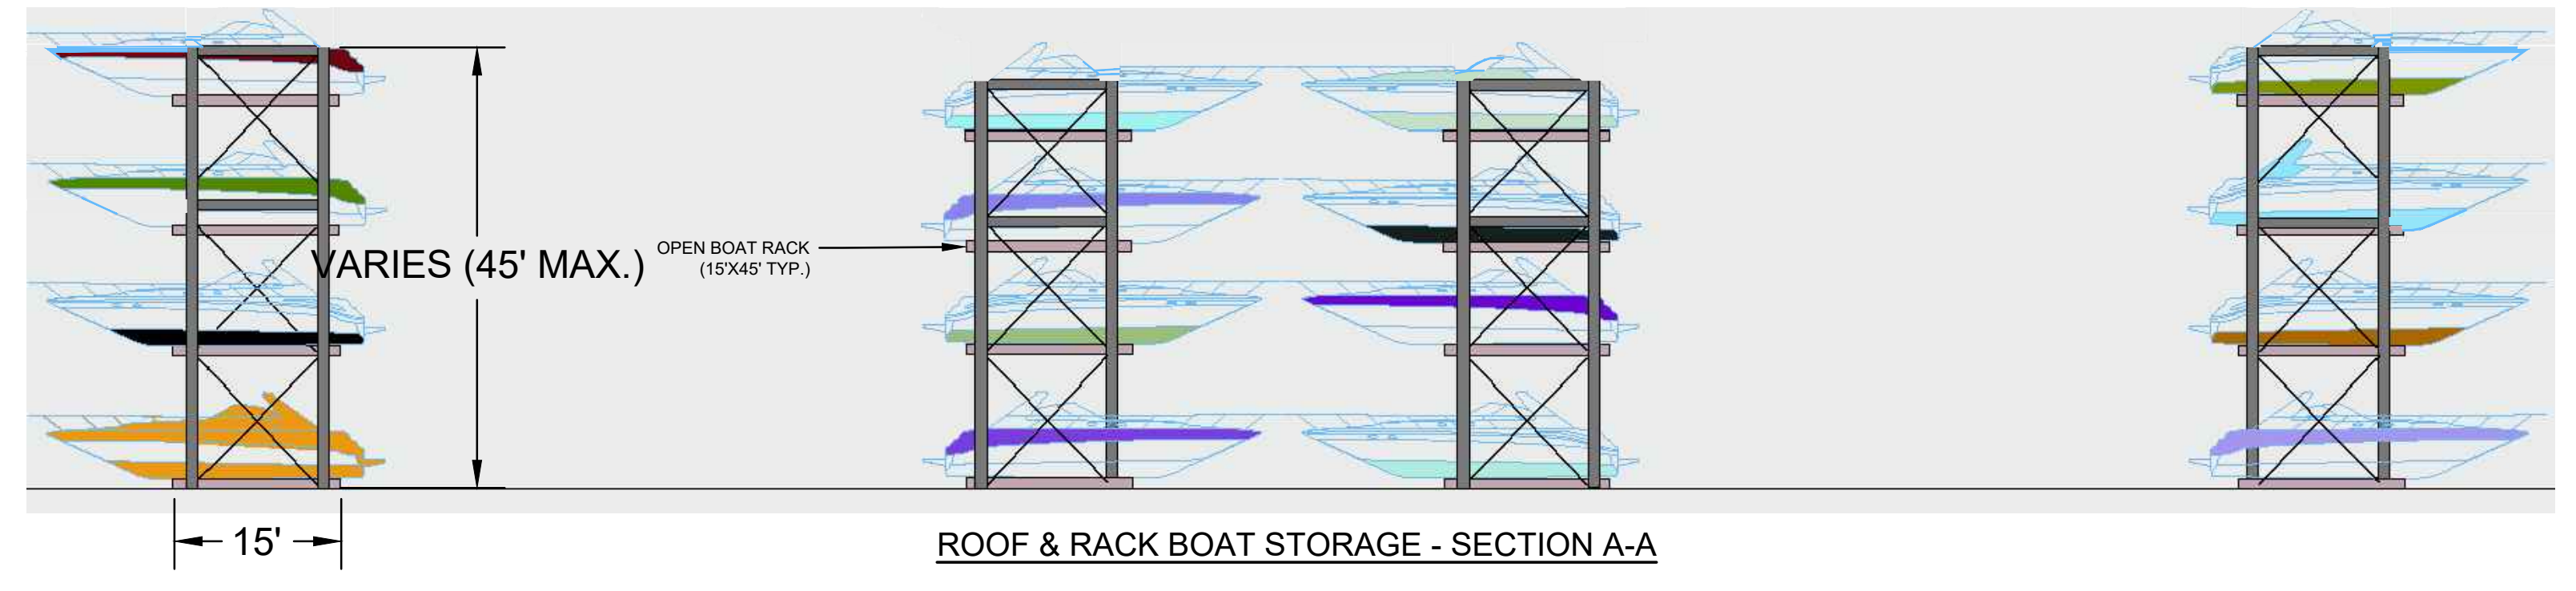 VARIES (45' MAX.)
OPEN BOAT RACK
(15'X45' TYP.)
15'
ROOF & RACK BOAT STORAGE - SECTION A-A